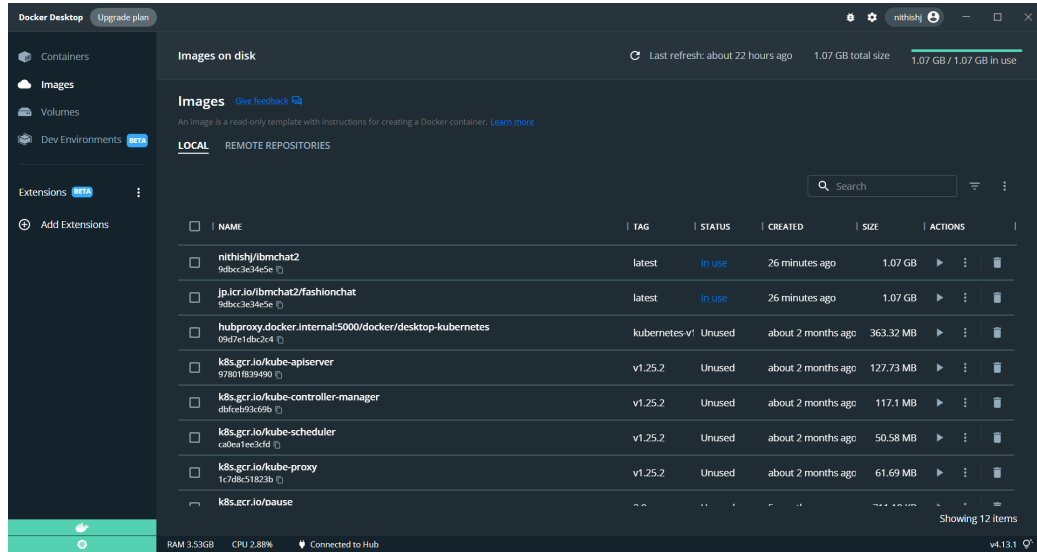 Docker Desktop Upgrade plan nithishj
Containers
Images
Volumes
Dev Environments BETA
Extensions BETA
Add Extensions
Images on disk Last refresh: about 22 hours ago 1.07 GB total size 1.07 GB / 1.07 GB in use
Images Give feedback
An image is a read-only template with instructions for creating a Docker container. Learn more
LOCAL REMOTE REPOSITORIES
Search
NAME TAG STATUS CREATED SIZE ACTIONS
nithishj/ibmchat2 latest In use 26 minutes ago 1.07 GB
9dbcc3e34e5e
jp.icr.io/ibmchat2/fashionchat latest In use 26 minutes ago 1.07 GB
9dbcc3e34e5e
hubproxy.docker.internal:5000/docker/desktop-kubernetes kubernetes-v1 Unused about 2 months ago 363.32 MB
09d7e1dbc2c4
k8s.gcr.io/kube-apiserver v1.25.2 Unused about 2 months ago 127.73 MB
97801f839490
k8s.gcr.io/kube-controller-manager v1.25.2 Unused about 2 months ago 117.1 MB
dbfceb93c69b
k8s.gcr.io/kube-scheduler v1.25.2 Unused about 2 months ago 50.58 MB
ca0ea1ee3cfd
k8s.gcr.io/kube-proxy v1.25.2 Unused about 2 months ago 61.69 MB
1c7d8c51823b
k8s.gcr.io/pause
Showing 12 items
RAM 3.53GB CPU 2.88% Connected to Hub v4.13.1